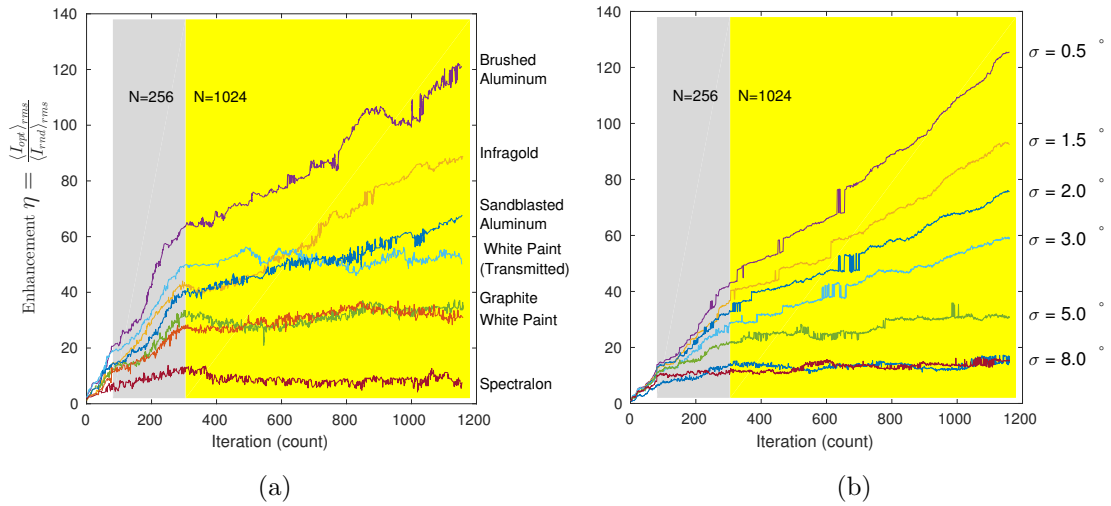 Enhancement η = ⟨I_opt⟩_rms / ⟨I_rnd⟩_rms
140
120
100
80
60
40
20
0
N=256
N=1024
0 200 400 600 800 1000 1200
Iteration (count)
Brushed
Aluminum
Infragold
Sandblasted
Aluminum
White Paint
(Transmitted)
Graphite
White Paint
Spectralon
(a)
140
120
100
80
60
40
20
0
N=256
N=1024
0 200 400 600 800 1000 1200
Iteration (count)
σ = 0.5 °
σ = 1.5 °
σ = 2.0 °
σ = 3.0 °
σ = 5.0 °
σ = 8.0 °
(b)